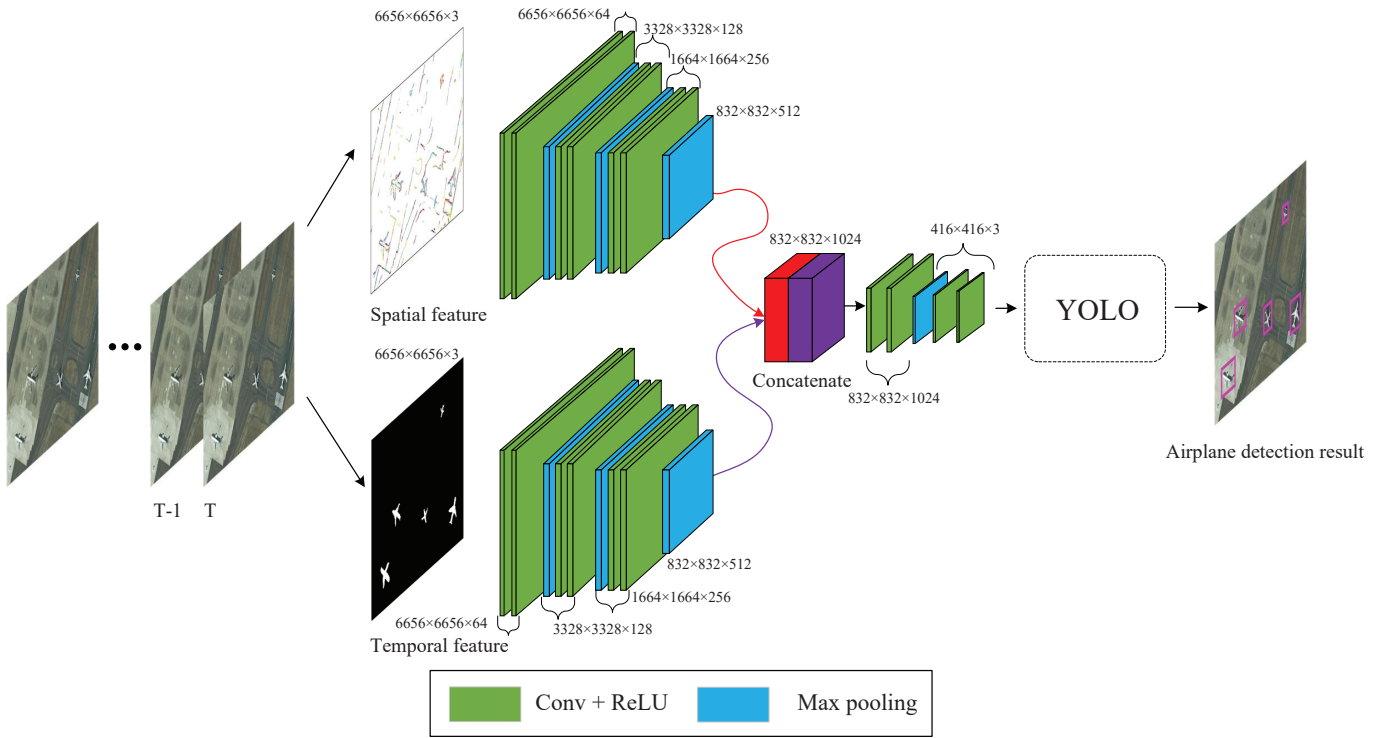 6656×6656×3
6656×6656×64
3328×3328×128
1664×1664×256
832×832×512
Spatial feature
6656×6656×3
832×832×1024
Concatenate
416×416×3
832×832×1024
YOLO
Airplane detection result
T-1 T
832×832×512
1664×1664×256
3328×3328×128
6656×6656×64
Temporal feature
Conv + ReLU
Max pooling